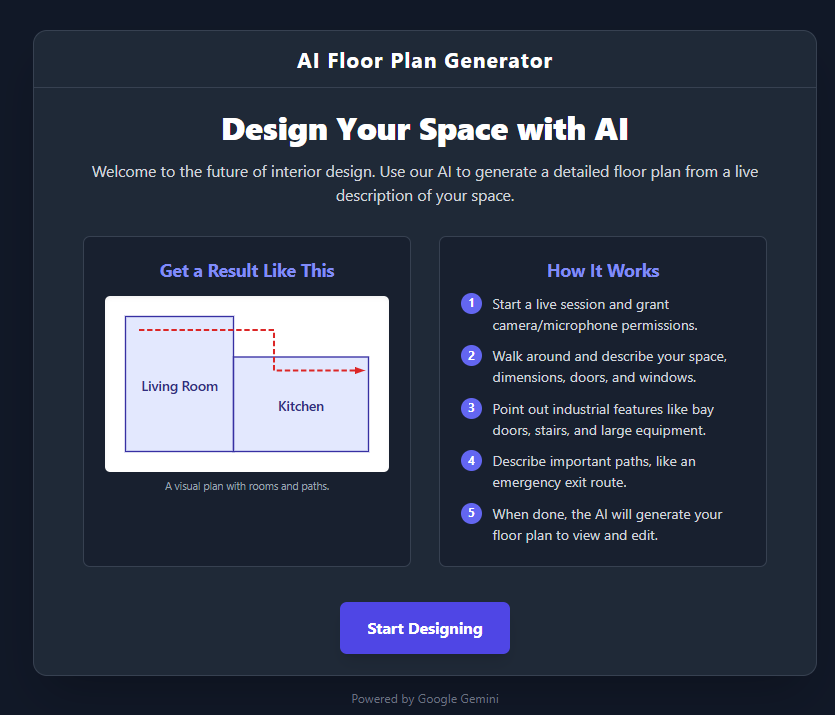 AI Floor Plan Generator
Design Your Space with AI
Welcome to the future of interior design. Use our AI to generate a detailed floor plan from a live
description of your space.
Get a Result Like This
Living Room
Kitchen
A visual plan with rooms and paths.
How It Works
1 Start a live session and grant
camera/microphone permissions.
2 Walk around and describe your space,
dimensions, doors, and windows.
3 Point out industrial features like bay
doors, stairs, and large equipment.
4 Describe important paths, like an
emergency exit route.
5 When done, the AI will generate your
floor plan to view and edit.
Start Designing
Powered by Google Gemini